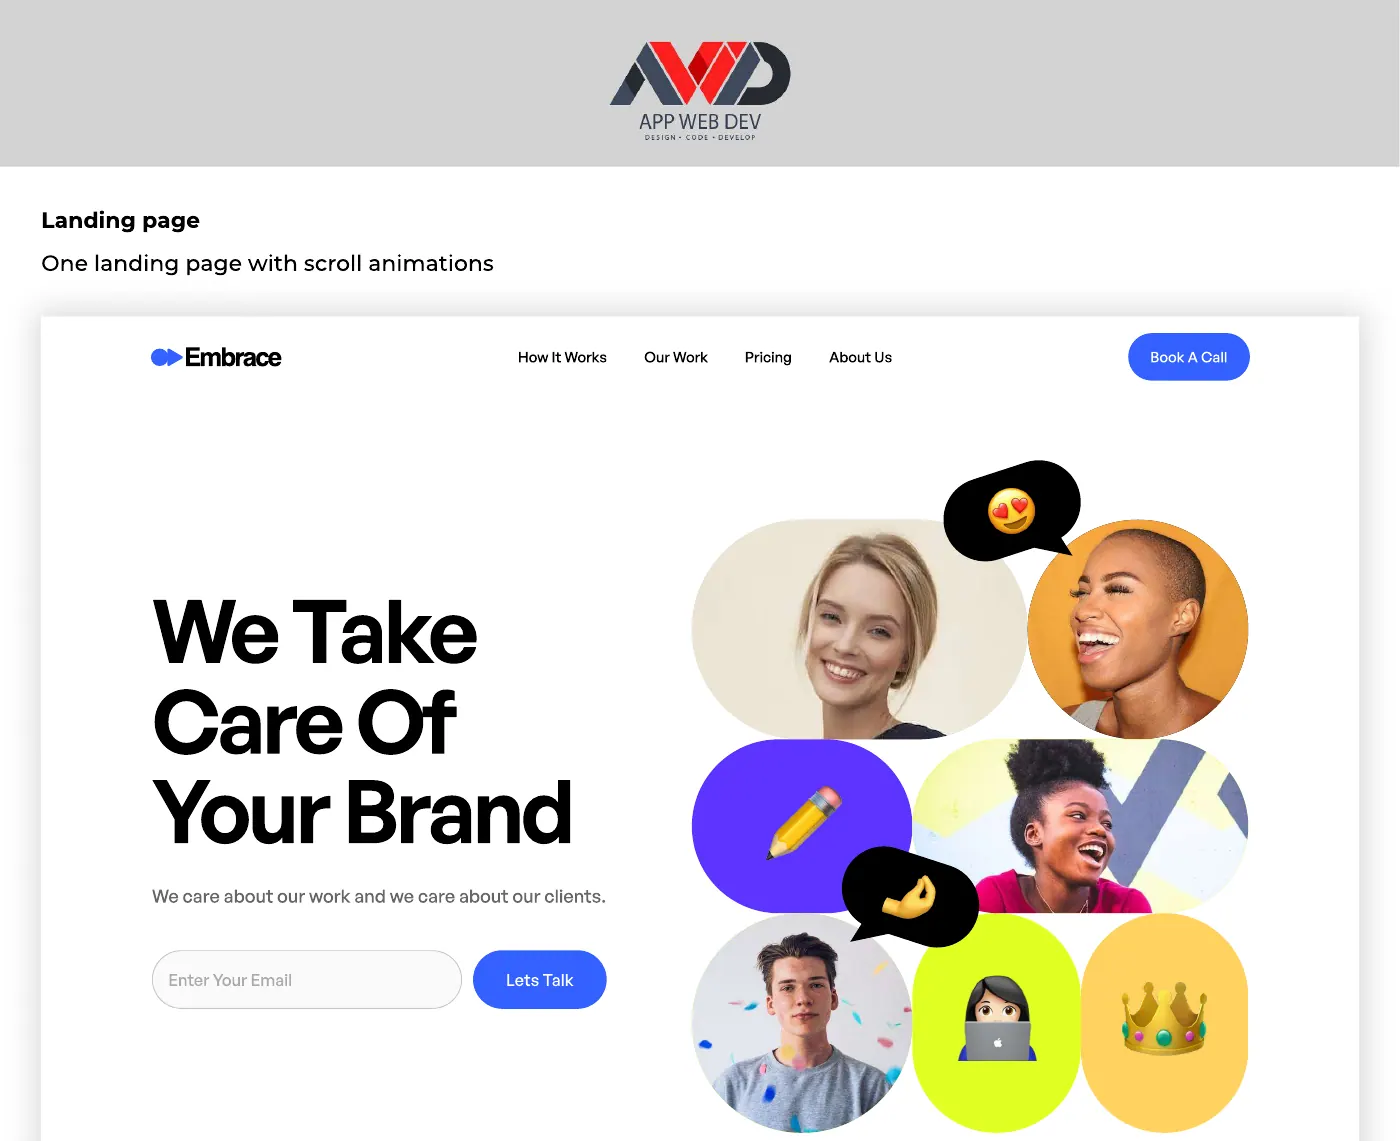 APP WEB DEV
DESIGN • CODE • DEVELOP
Landing page
One landing page with scroll animations
Embrace
How It Works
Our Work
Pricing
About Us
Book A Call
We Take
Care Of
Your Brand
We care about our work and we care about our clients.
Enter Your Email
Lets Talk